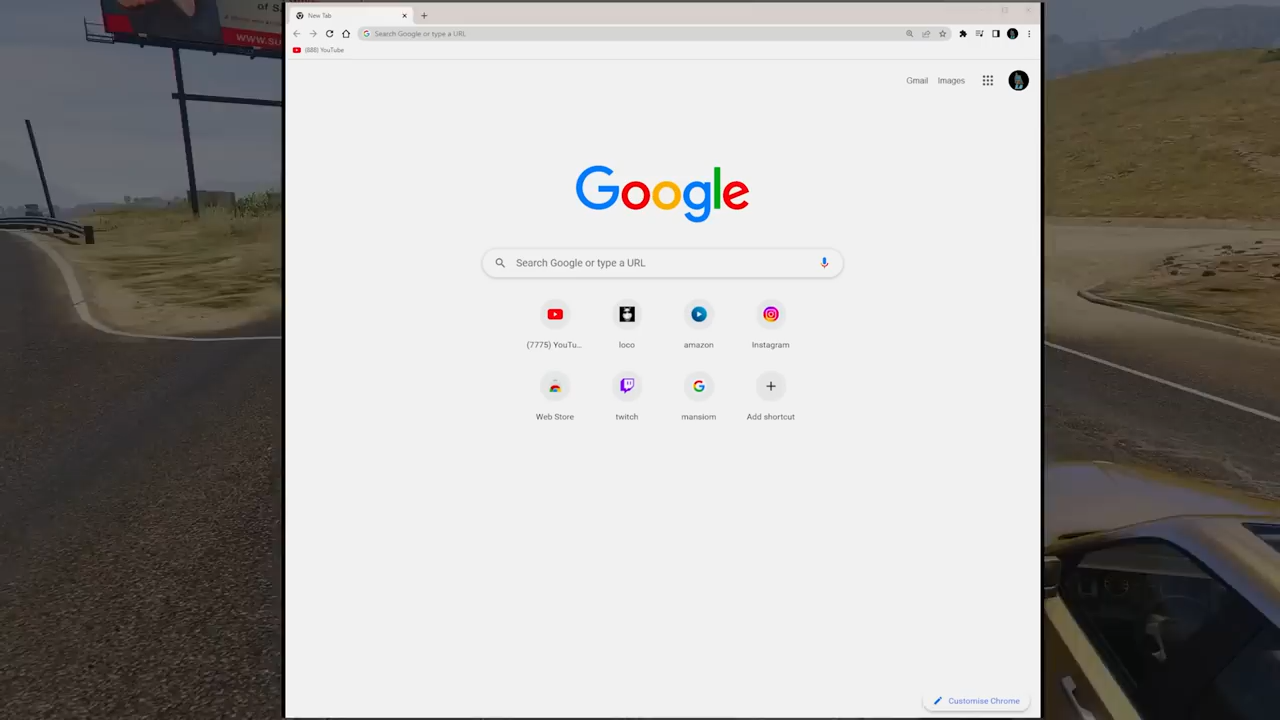 of S
www.su
New Tab
Search Google or type a URL
(888) YouTube
Gmail Images
Google
Search Google or type a URL
(7775) YouTu... loco amazon Instagram
Web Store twitch mansiom Add shortcut
Customise Chrome